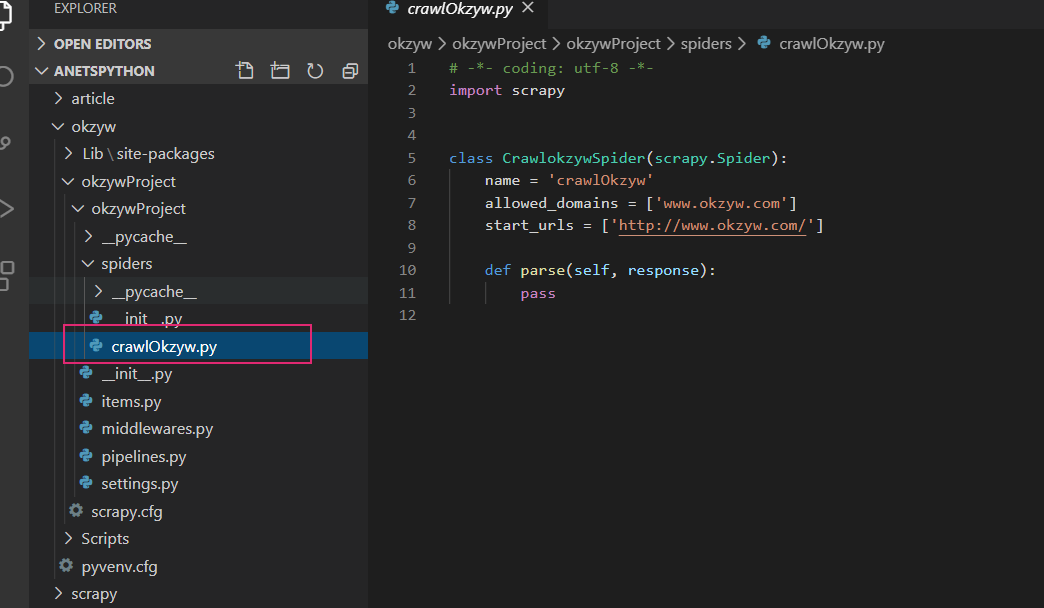 EXPLORER
OPEN EDITORS
ANETSPYTHON
article
okzyw
Lib\site-packages
okzywProject
okzywProject
__pycache__
spiders
__pycache__
__init__.py
crawlOkzyw.py
__init__.py
items.py
middlewares.py
pipelines.py
settings.py
scrapy.cfg
Scripts
pyvenv.cfg
scrapy
crawlOkzyw.py
okzyw > okzywProject > okzywProject > spiders > crawlOkzyw.py
1 # -*- coding: utf-8 -*-
2 import scrapy
3
4
5 class CrawlokzywSpider(scrapy.Spider):
6 name = 'crawlOkzyw'
7 allowed_domains = ['www.okzyw.com']
8 start_urls = ['http://www.okzyw.com/']
9
10 def parse(self, response):
11 pass
12